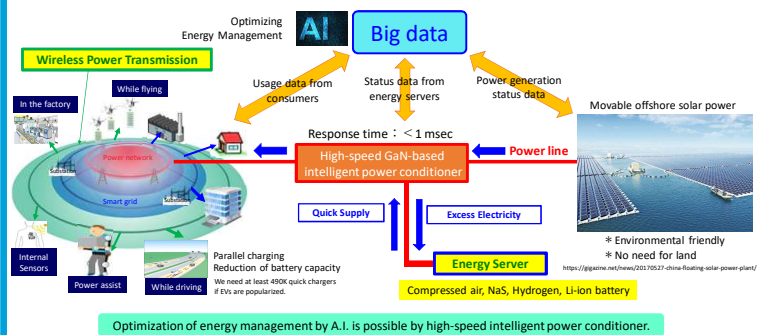 Optimizing
Energy Management
AI
Big data
Wireless Power Transmission
Usage data from
consumers
Status data from
energy servers
Power generation
status data
In the factory
While flying
Movable offshore solar power
Response time：＜1 msec
Power network
Substation
High-speed GaN-based
intelligent power conditioner
Power line
Smart grid
Substation
Quick Supply
Excess Electricity
＊Environmental friendly
＊No need for land
https://gigazine.net/news/20170527-china-floating-solar-power-plant/
Internal
Sensors
Power assist
While driving
Parallel charging
Reduction of battery capacity
We need at least 490K quick chargers
if EVs are popularized.
Energy Server
Compressed air, NaS, Hydrogen, Li-ion battery
Optimization of energy management by A.I. is possible by high-speed intelligent power conditioner.